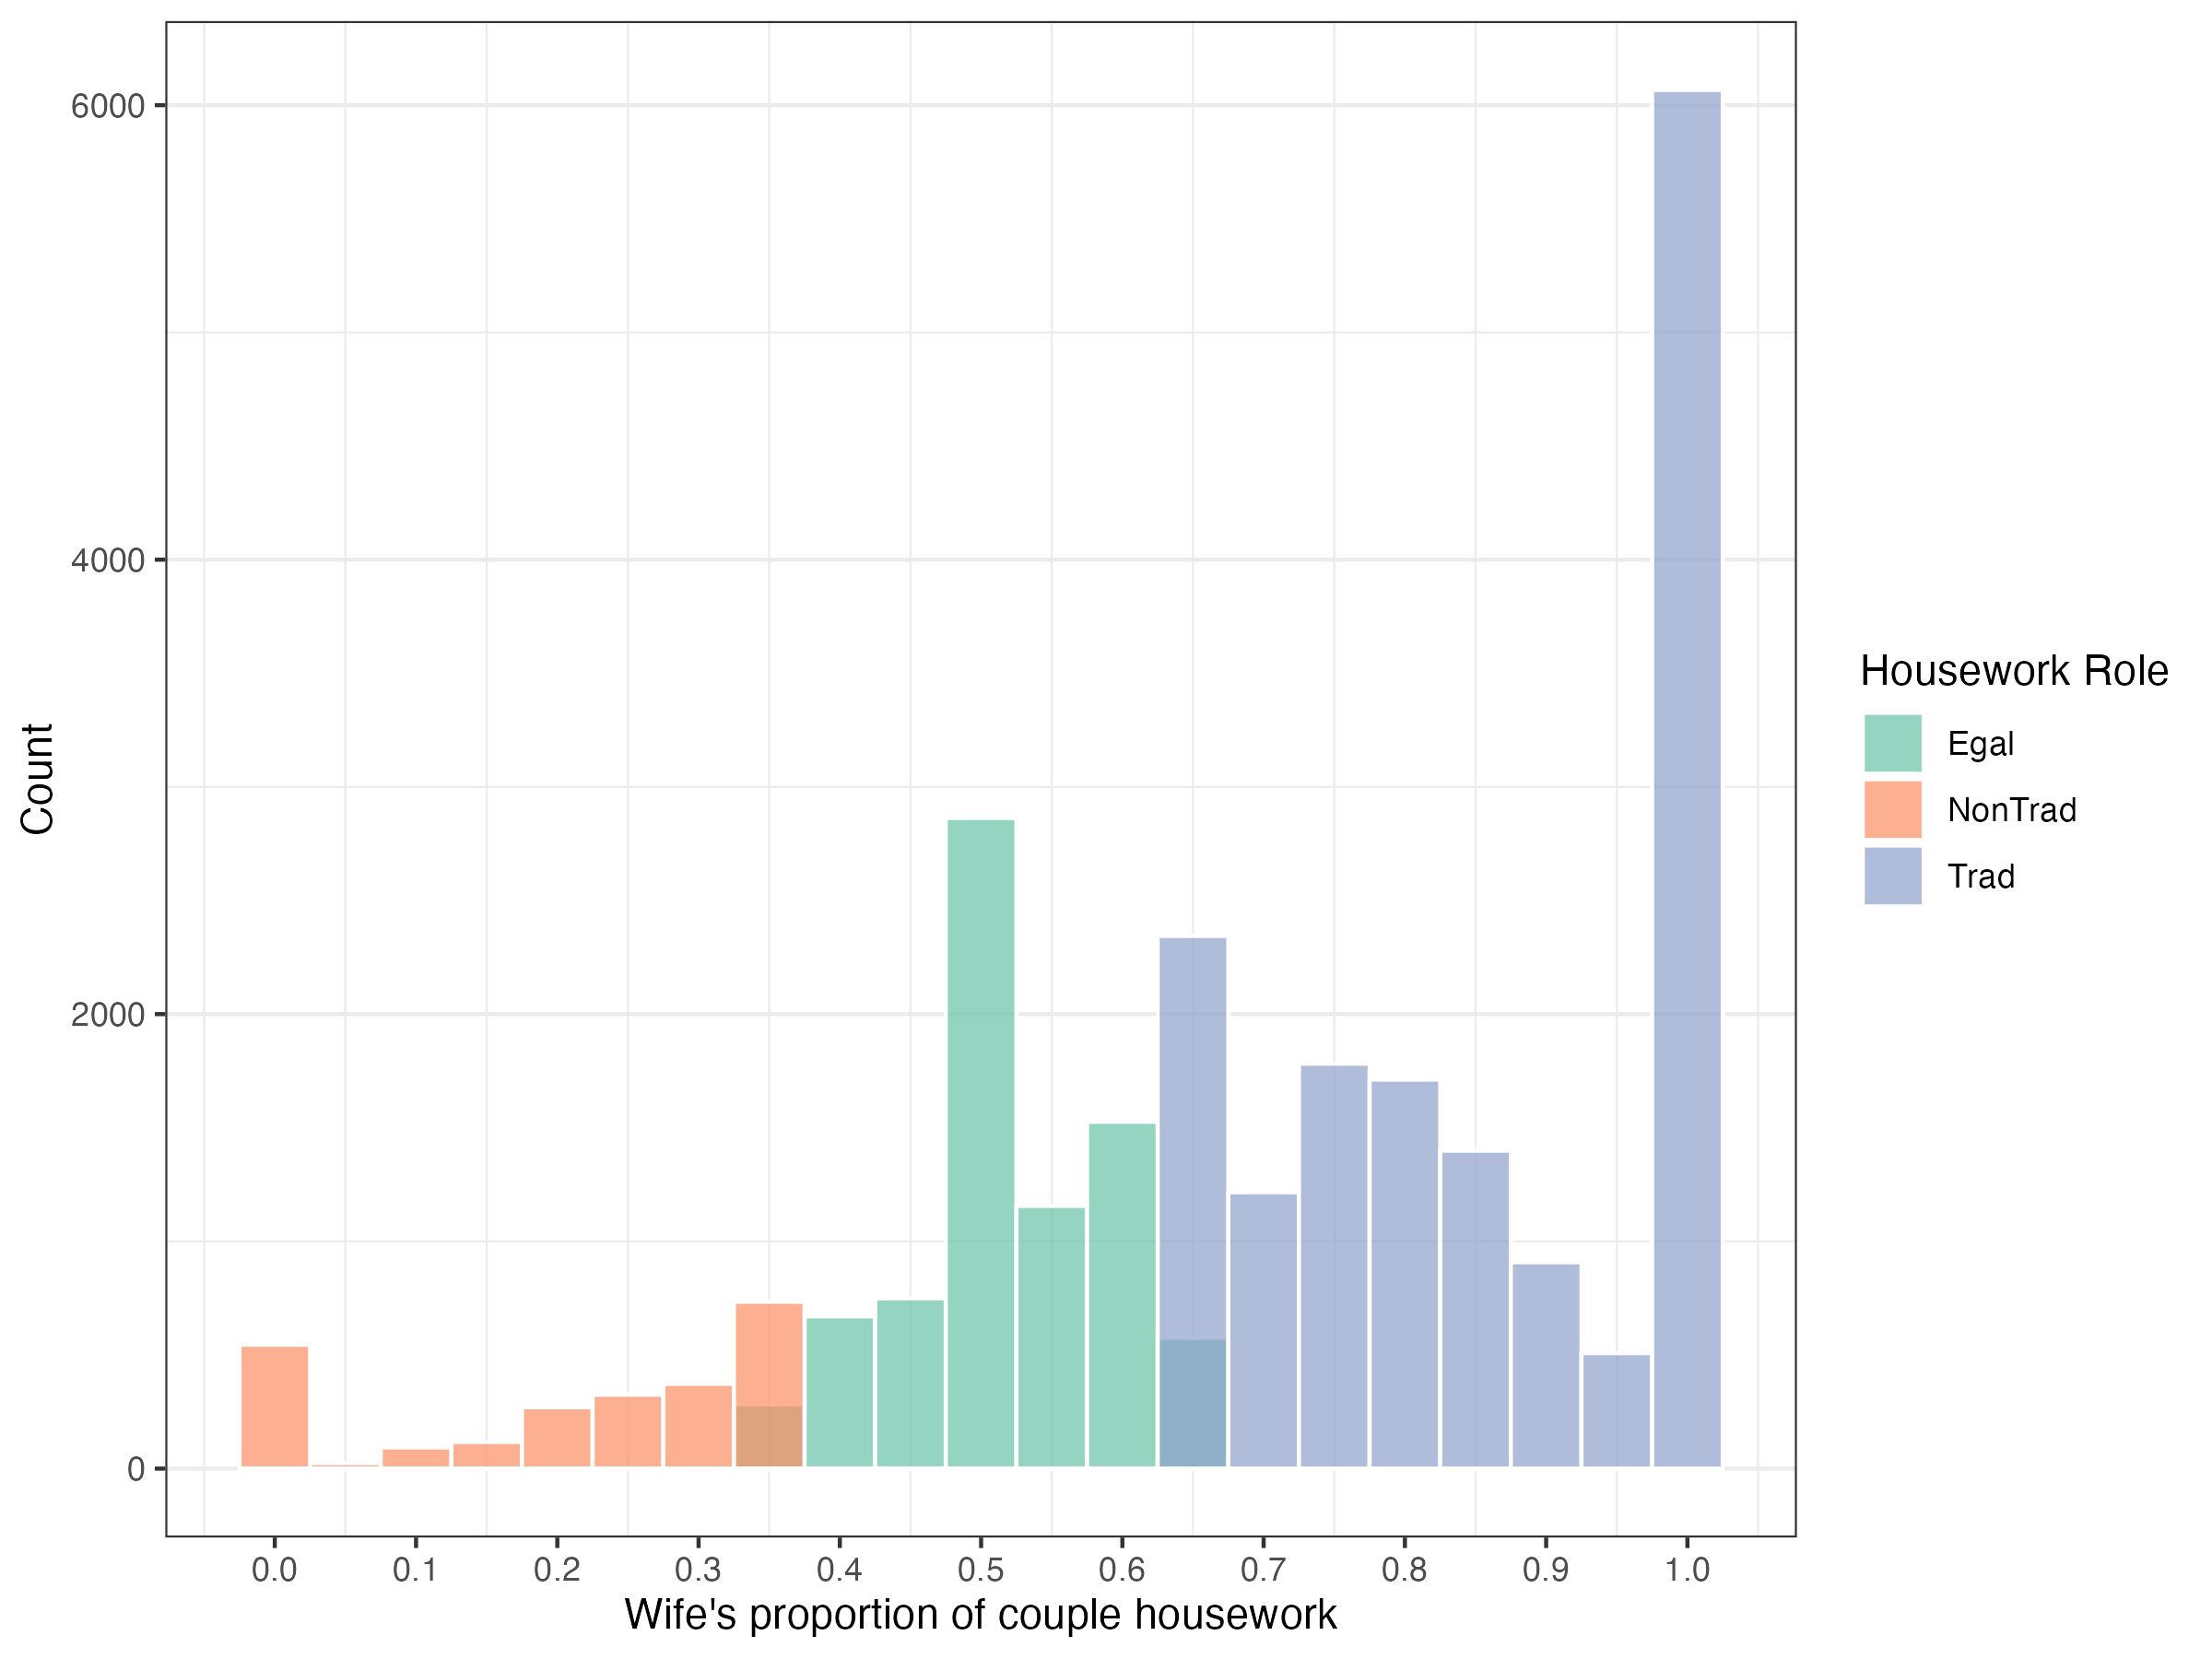 6000
4000
2000
0
Count
0.0 0.1 0.2 0.3 0.4 0.5 0.6 0.7 0.8 0.9 1.0
Wife's proportion of couple housework
Housework Role
Egal
NonTrad
Trad